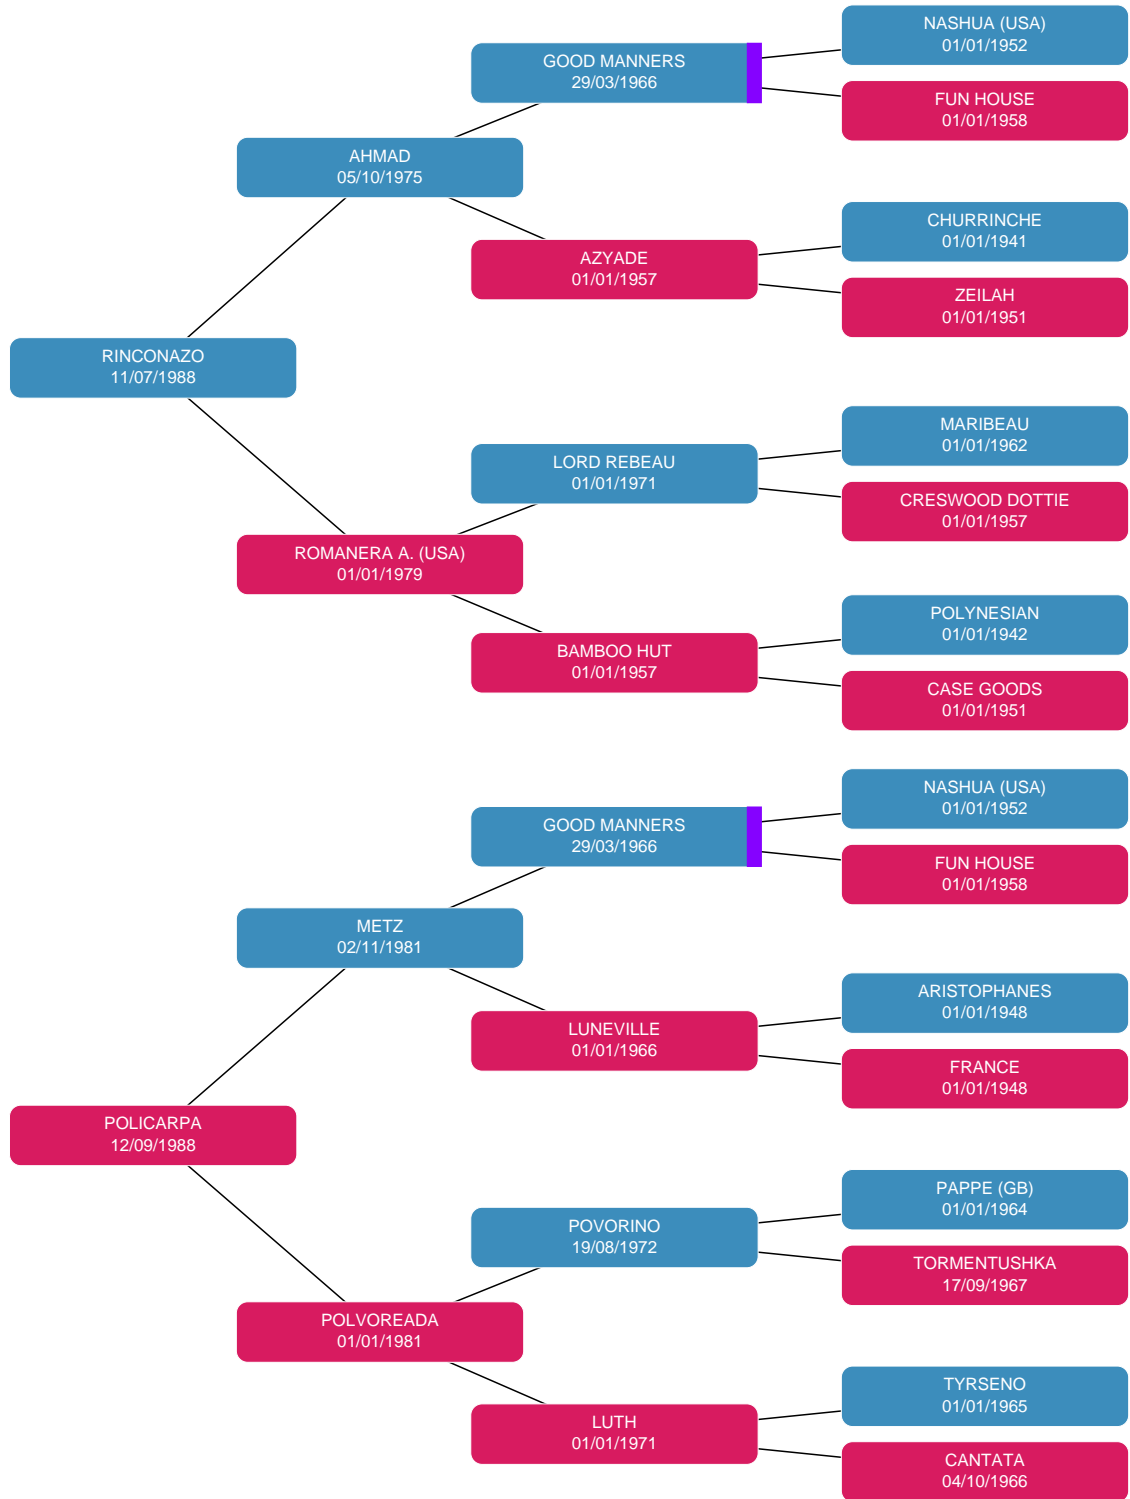 NASHUA (USA)
01/01/1952
GOOD MANNERS
29/03/1966
FUN HOUSE
01/01/1958
AHMAD
05/10/1975
CHURRINCHE
01/01/1941
AZYADE
01/01/1957
ZEILAH
01/01/1951
RINCONAZO
11/07/1988
MARIBEAU
01/01/1962
LORD REBEAU
01/01/1971
CRESWOOD DOTTIE
01/01/1957
ROMANERA A. (USA)
01/01/1979
POLYNESIAN
01/01/1942
BAMBOO HUT
01/01/1957
CASE GOODS
01/01/1951
NASHUA (USA)
01/01/1952
GOOD MANNERS
29/03/1966
FUN HOUSE
01/01/1958
METZ
02/11/1981
ARISTOPHANES
01/01/1948
LUNEVILLE
01/01/1966
FRANCE
01/01/1948
POLICARPA
12/09/1988
PAPPE (GB)
01/01/1964
POVORINO
19/08/1972
TORMENTUSHKA
17/09/1967
POLVOREADA
01/01/1981
TYRSENO
01/01/1965
LUTH
01/01/1971
CANTATA
04/10/1966